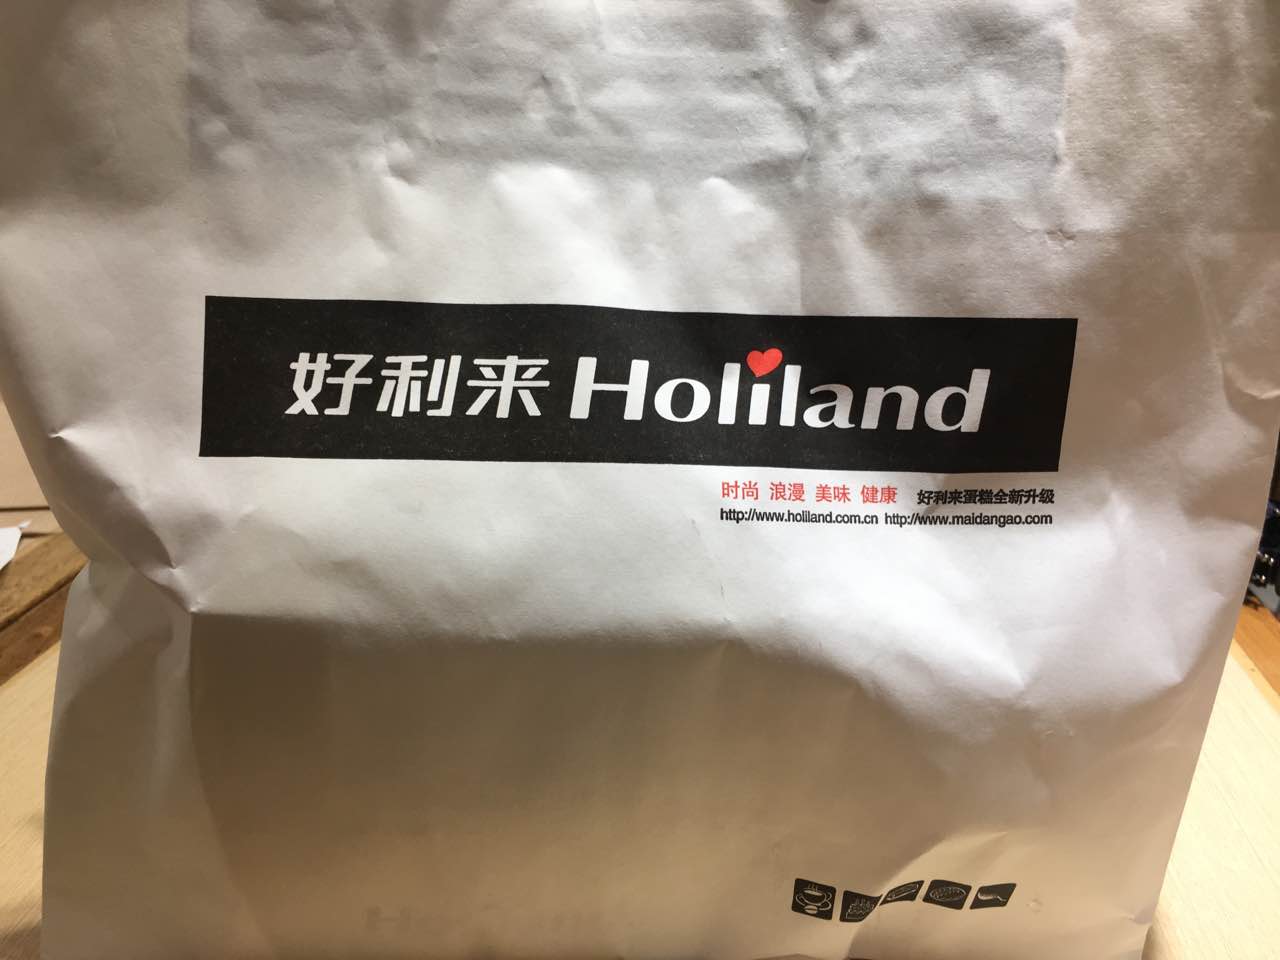 好利来 Holiland
时尚 浪漫 美味 健康 好利来蛋糕全新升级
http://www.holiland.com.cn http://www.maidangao.com